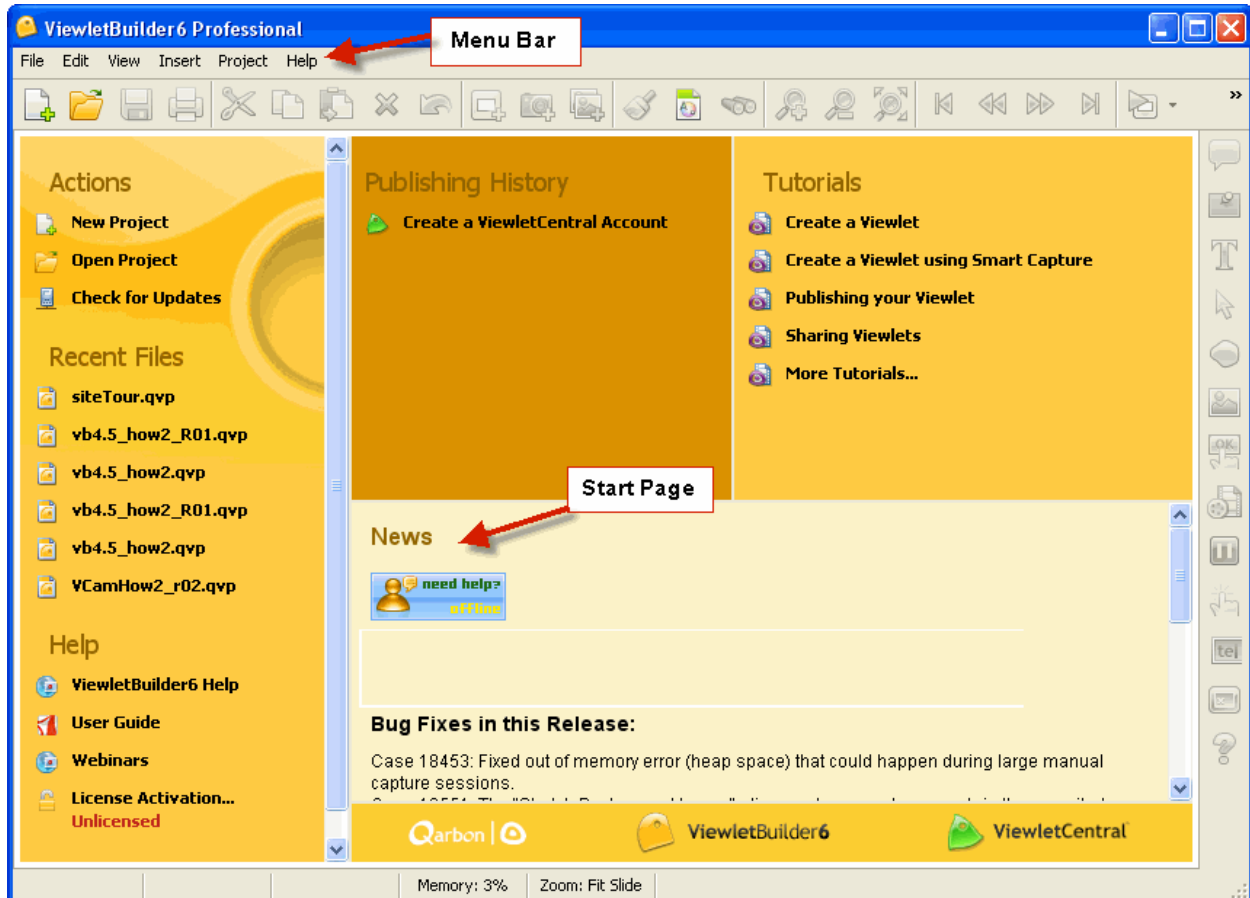 ViewletBuilder6 Professional
Menu Bar
File Edit View Insert Project Help
Actions
New Project
Open Project
Check for Updates
Recent Files
siteTour.qvp
vb4.5_how2_R01.qvp
vb4.5_how2.qvp
vb4.5_how2_R01.qvp
vb4.5_how2.qvp
VCamHow2_r02.qvp
Help
ViewletBuilder6 Help
User Guide
Webinars
License Activation...
Unlicensed
Publishing History
Create a ViewletCentral Account
Tutorials
Create a Viewlet
Create a Viewlet using Smart Capture
Publishing your Viewlet
Sharing Viewlets
More Tutorials...
Start Page
News
need help?
offline
Bug Fixes in this Release:
Case 18453: Fixed out of memory error (heap space) that could happen during large manual
capture sessions.
Qarbon
ViewletBuilder6
ViewletCentral
OK
te
Memory: 3% Zoom: Fit Slide